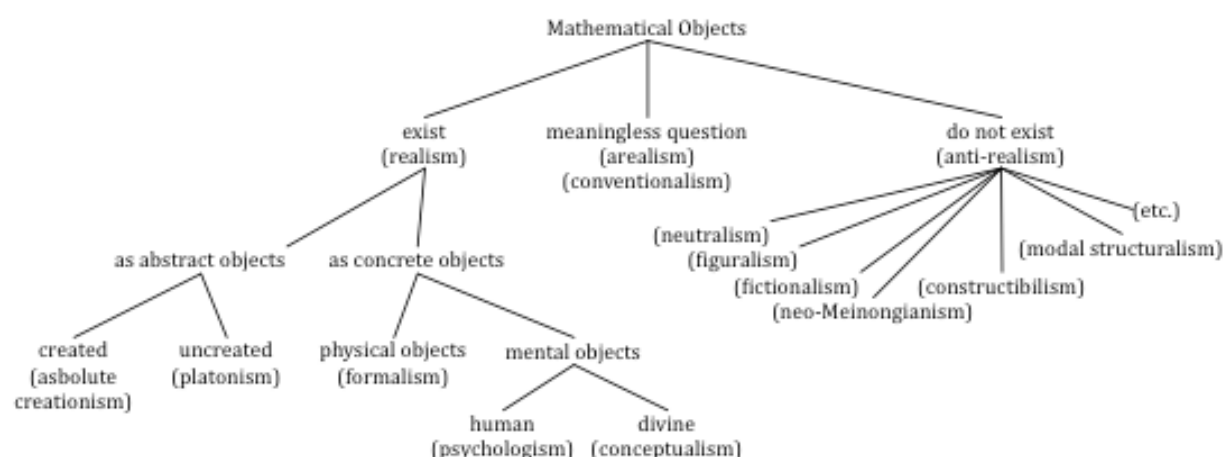 Mathematical Objects
exist
(realism)
meaningless question
(arealism)
(conventionalism)
do not exist
(anti-realism)
(etc.)
(neutralism)
(modal structuralism)
(figuralism)
as abstract objects
as concrete objects
(fictionalism)
(constructibilism)
(neo-Meinongianism)
created
(asbolute
creationism)
uncreated
(platonism)
physical objects
(formalism)
mental objects
human
(psychologism)
divine
(conceptualism)